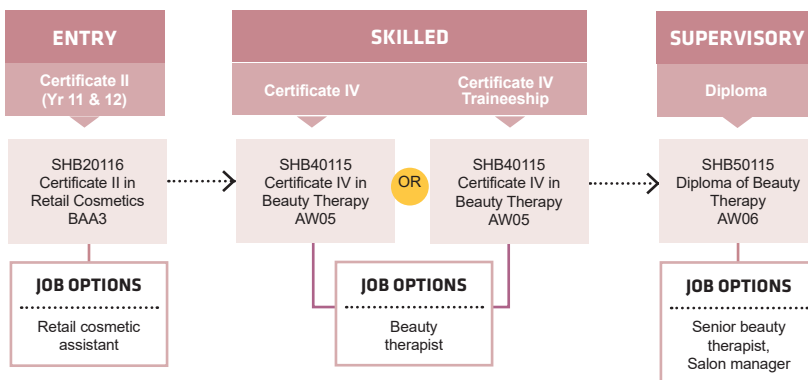 ENTRY
SKILLED
SUPERVISORY
Certificate II
(Yr 11 & 12)
Certificate IV
Certificate IV
Traineeship
Diploma
SHB20116
Certificate II in
Retail Cosmetics
BAA3
SHB40115
Certificate IV in
Beauty Therapy
AW05
OR
SHB40115
Certificate IV in
Beauty Therapy
AW05
SHB50115
Diploma of Beauty
Therapy
AW06
JOB OPTIONS
Retail cosmetic
assistant
JOB OPTIONS
Beauty
therapist
JOB OPTIONS
Senior beauty
therapist,
Salon manager